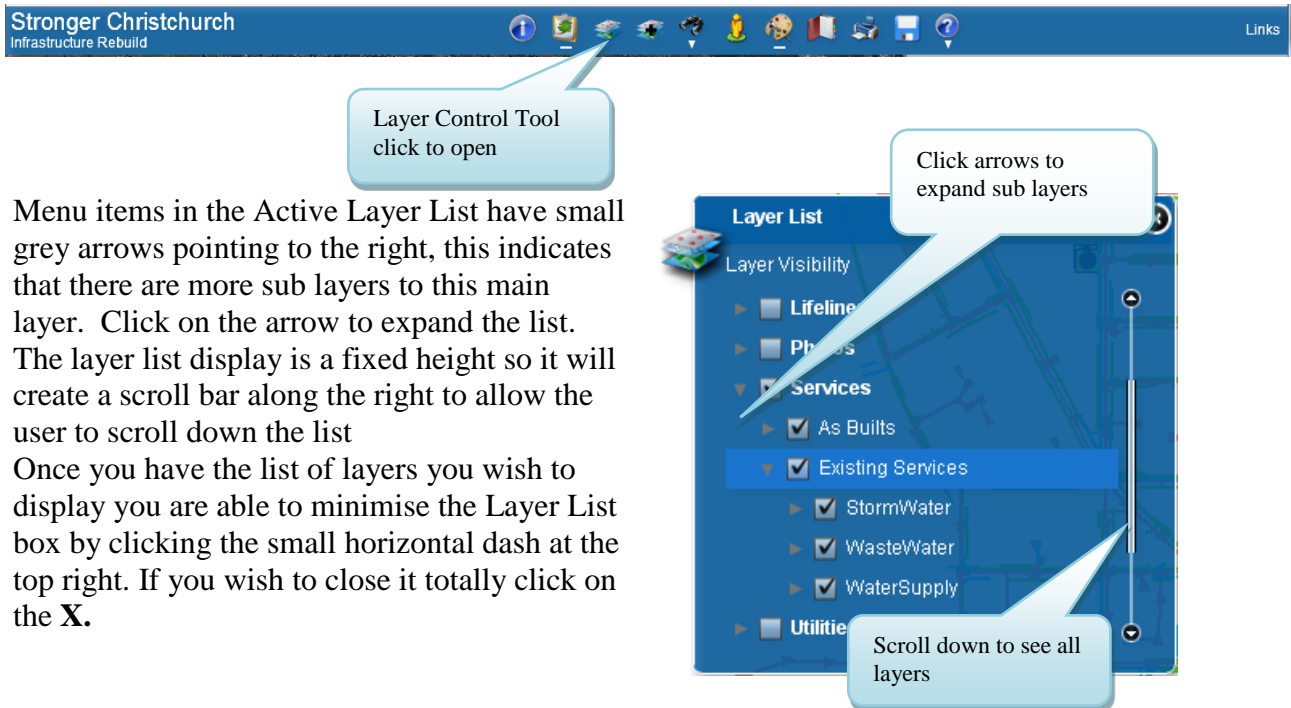 Stronger Christchurch
Infrastructure Rebuild
Links
Layer Control Tool
click to open
Menu items in the Active Layer List have small
grey arrows pointing to the right, this indicates
that there are more sub layers to this main
layer. Click on the arrow to expand the list.
The layer list display is a fixed height so it will
create a scroll bar along the right to allow the
user to scroll down the list
Once you have the list of layers you wish to
display you are able to minimise the Layer List
box by clicking the small horizontal dash at the
top right. If you wish to close it totally click on
the X.
Click arrows to
expand sub layers
Layer List
Layer Visibility
Lifeline
Services
As Builts
Existing Services
StormWater
WasteWater
WaterSupply
Utilitie
Scroll down to see all
layers